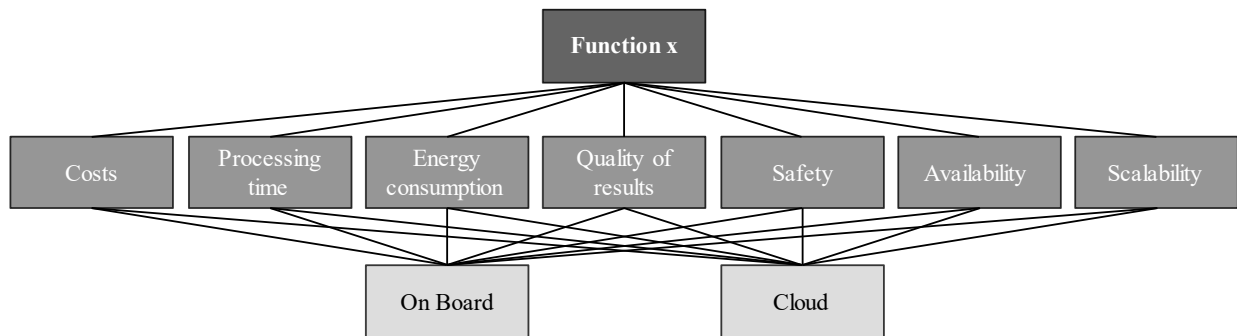 Function x
Costs
Processing
time
Energy
consumption
Quality of
results
Safety
Availability
Scalability
On Board
Cloud